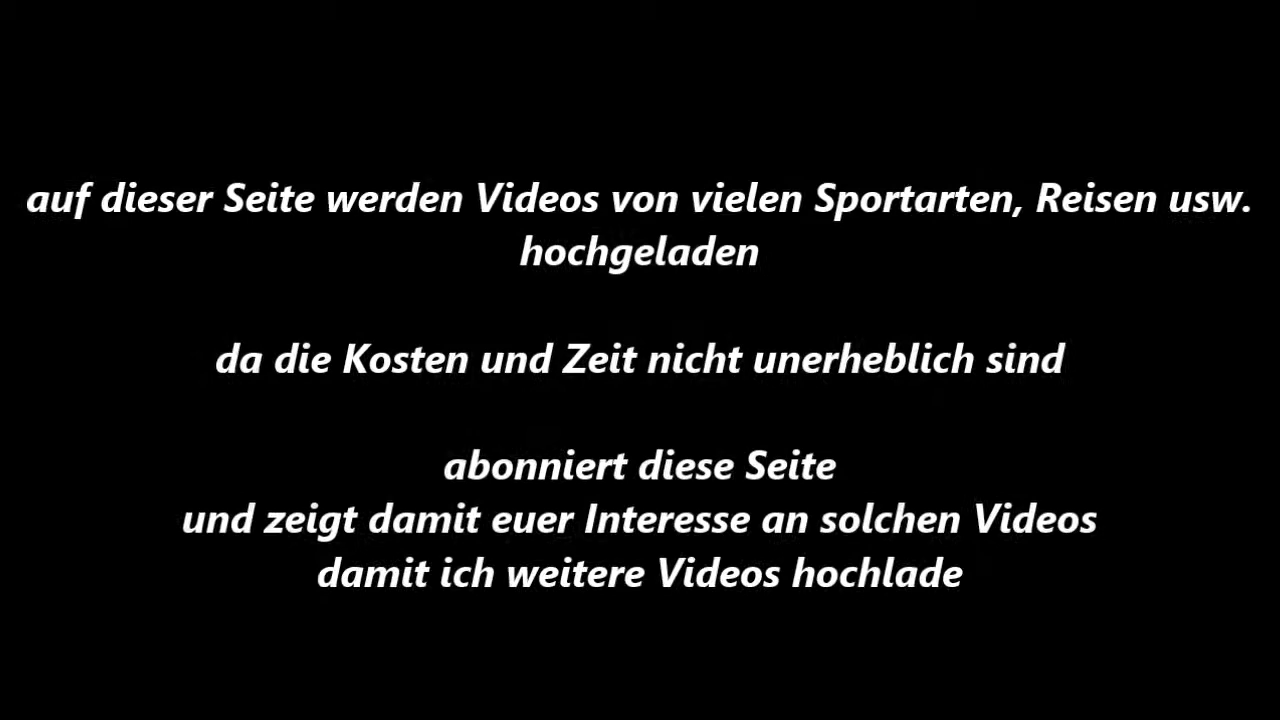 auf dieser Seite werden Videos von vielen Sportarten, Reisen usw.
hochgeladen
da die Kosten und Zeit nicht unerheblich sind
abonniert diese Seite
und zeigt damit euer Interesse an solchen Videos
damit ich weitere Videos hochlade